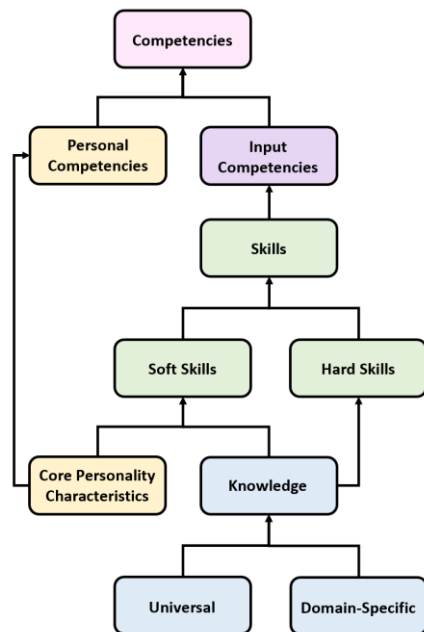 Competencies
Personal
Competencies
Input
Competencies
Skills
Soft Skills
Hard Skills
Core Personality
Characteristics
Knowledge
Universal
Domain-Specific